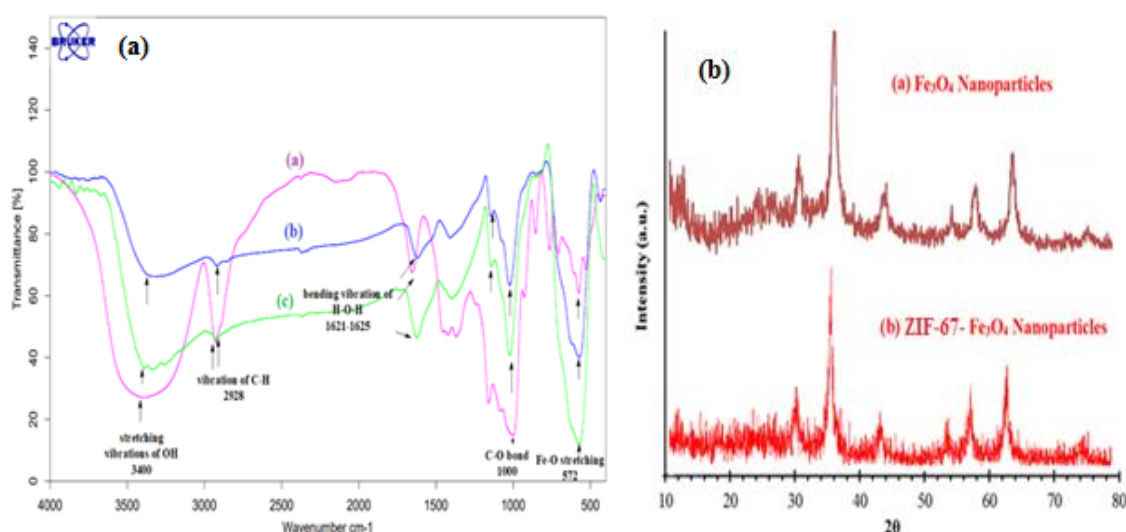 BRUKER
(a)
140
120
100
80
60
40
20
0
Transmittance [%]
(a)
(b)
(c)
bending vibration of
H-O-H
1621-1625
vibration of C-H
2928
stretching
vibrations of OH
3400
C-O bond
1000
Fe-O stretching
572
4000
3500
3000
2500
2000
1500
1000
500
Wavenumber cm-1
(b)
(a) Fe₃O₄ Nanoparticles
(b) ZIF-67- Fe₃O₄ Nanoparticles
Intensity (a.u.)
10
20
30
40
50
60
70
80
2θ